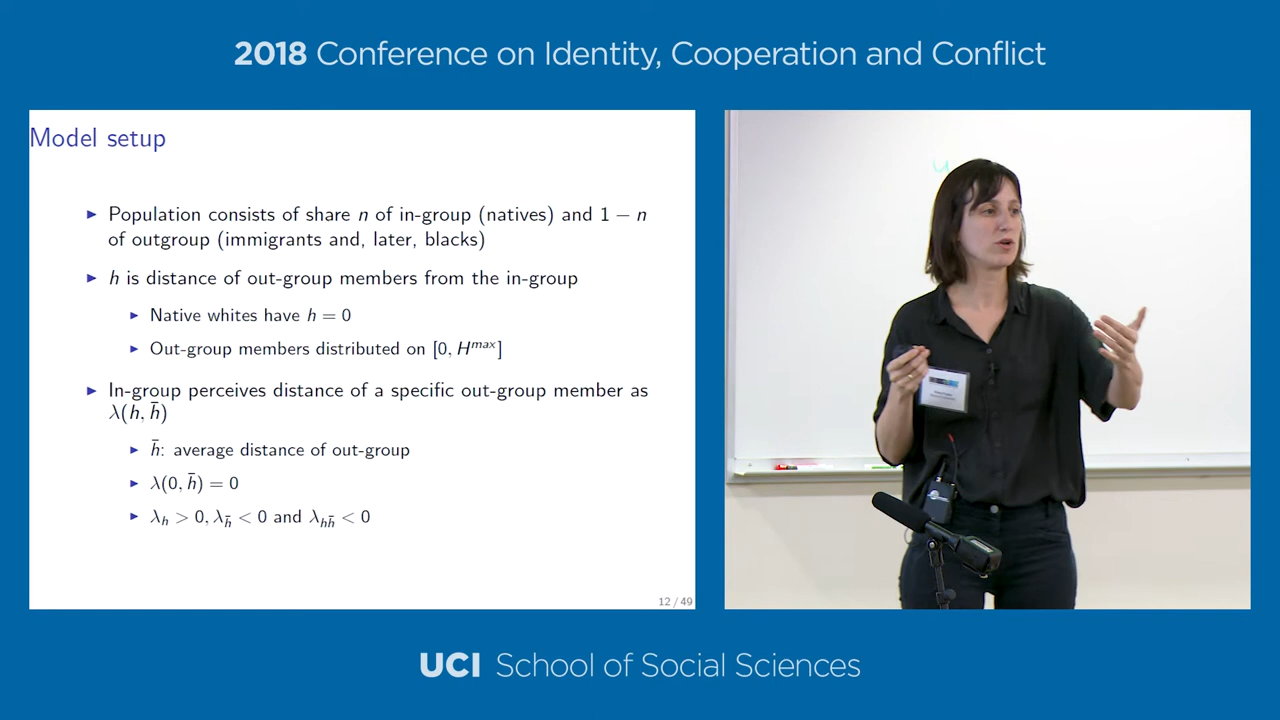 2018 Conference on Identity, Cooperation and Conflict
Model setup
► Population consists of share n of in-group (natives) and 1 − n
of outgroup (immigrants and, later, blacks)
► h is distance of out-group members from the in-group
► Native whites have h = 0
► Out-group members distributed on [0, Hᵐᵃˣ]
► In-group perceives distance of a specific out-group member as
λ(h, h̄)
► h̄: average distance of out-group
► λ(0, h̄) = 0
► λₕ > 0, λ_h̄ < 0 and λ_hh̄ < 0
12 / 49
UCI School of Social Sciences